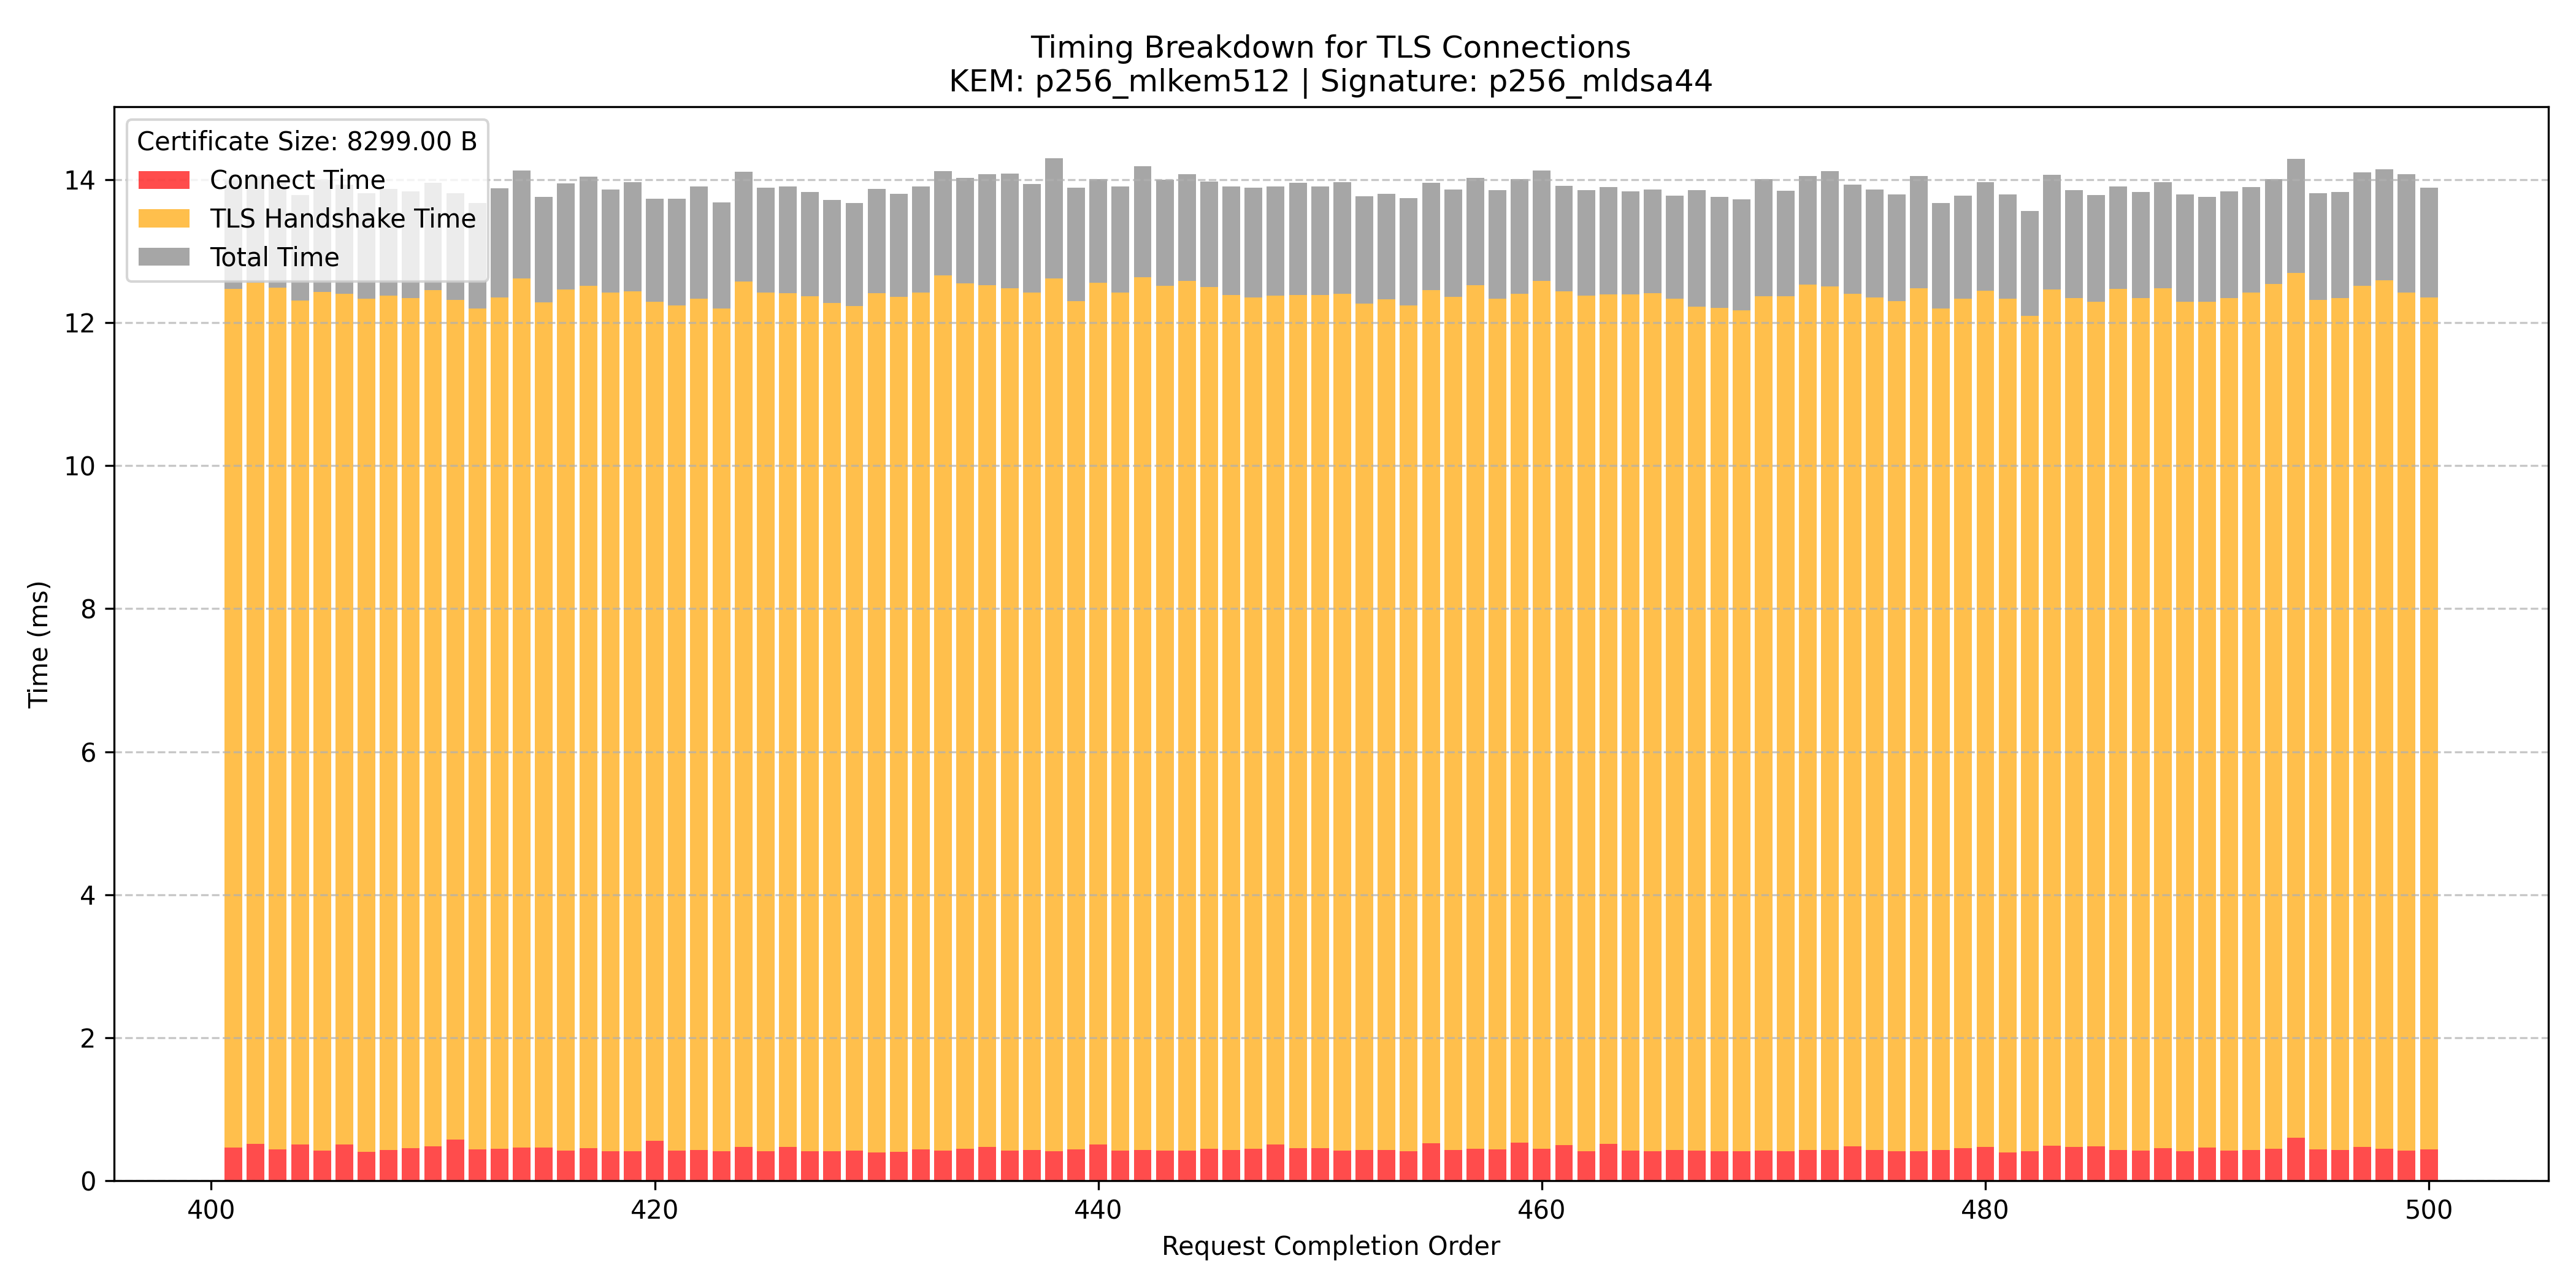 Timing Breakdown for TLS Connections
KEM: p256_mlkem512 | Signature: p256_mldsa44
Certificate Size: 8299.00 B
Connect Time
TLS Handshake Time
Total Time
Time (ms)
14
12
10
8
6
4
2
0
400 420 440 460 480 500
Request Completion Order